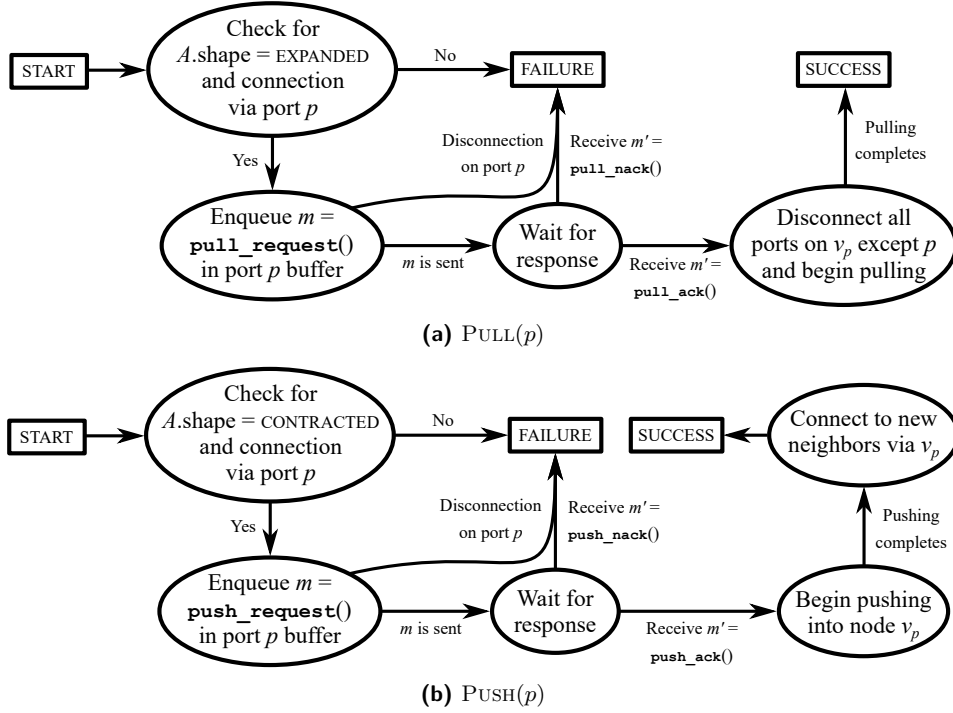 START
Check for
A.shape = EXPANDED
and connection
via port p
No
FAILURE
SUCCESS
Yes
Disconnection
on port p
Receive m′ =
pull_nack()
Pulling
completes
Enqueue m =
pull_request()
in port p buffer
m is sent
Wait for
response
Receive m′ =
pull_ack()
Disconnect all
ports on v_p except p
and begin pulling
(a) PULL(p)
START
Check for
A.shape = CONTRACTED
and connection
via port p
No
FAILURE
SUCCESS
Connect to new
neighbors via v_p
Yes
Disconnection
on port p
Receive m′ =
push_nack()
Pushing
completes
Enqueue m =
push_request()
in port p buffer
m is sent
Wait for
response
Receive m′ =
push_ack()
Begin pushing
into node v_p
(b) PUSH(p)